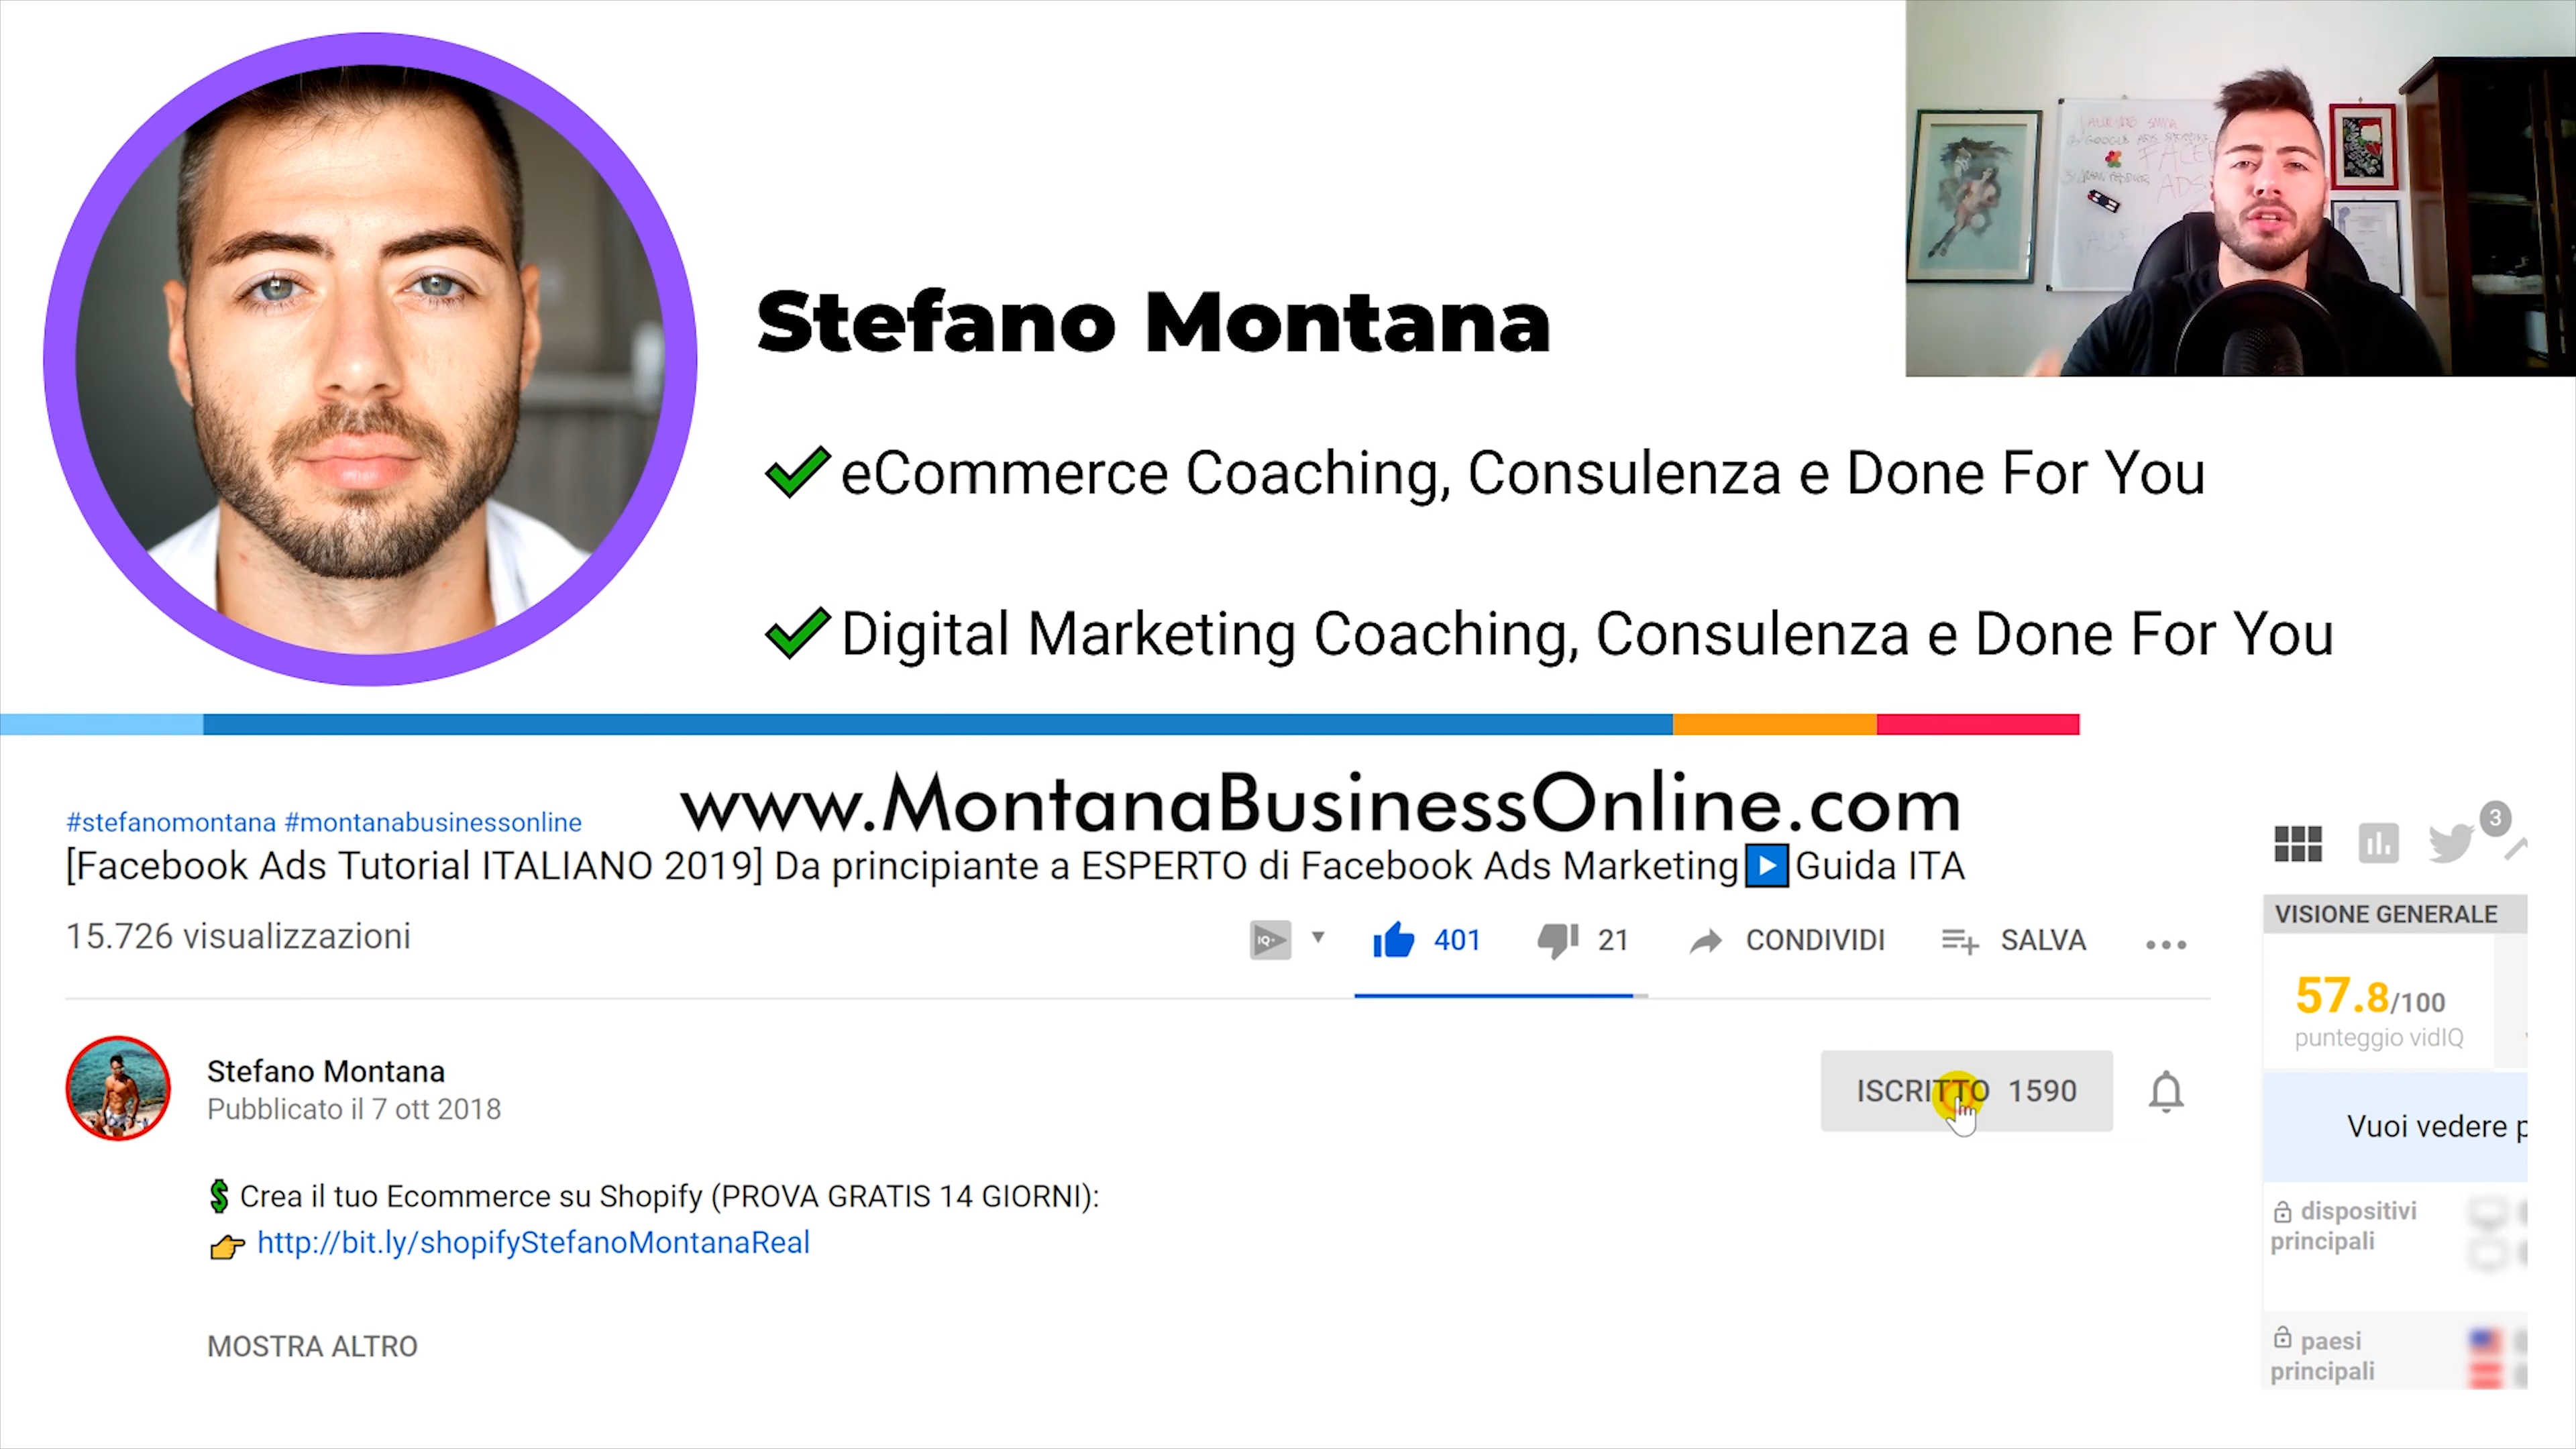 Stefano Montana
eCommerce Coaching, Consulenza e Done For You
Digital Marketing Coaching, Consulenza e Done For You
www.MontanaBusinessOnline.com
#stefanomontana #montanabusinessonline
[Facebook Ads Tutorial ITALIANO 2019] Da principiante a ESPERTO di Facebook Ads Marketing▶️Guida ITA
15.726 visualizzazioni
IQ
401
21
CONDIVIDI
SALVA
3
VISIONE GENERALE
57.8/100
punteggio vidIQ
Stefano Montana
Pubblicato il 7 ott 2018
ISCRITTO 1590
Vuoi vedere p
💲 Crea il tuo Ecommerce su Shopify (PROVA GRATIS 14 GIORNI):
👉 http://bit.ly/shopifyStefanoMontanaReal
dispositivi
principali
MOSTRA ALTRO
paesi
principali